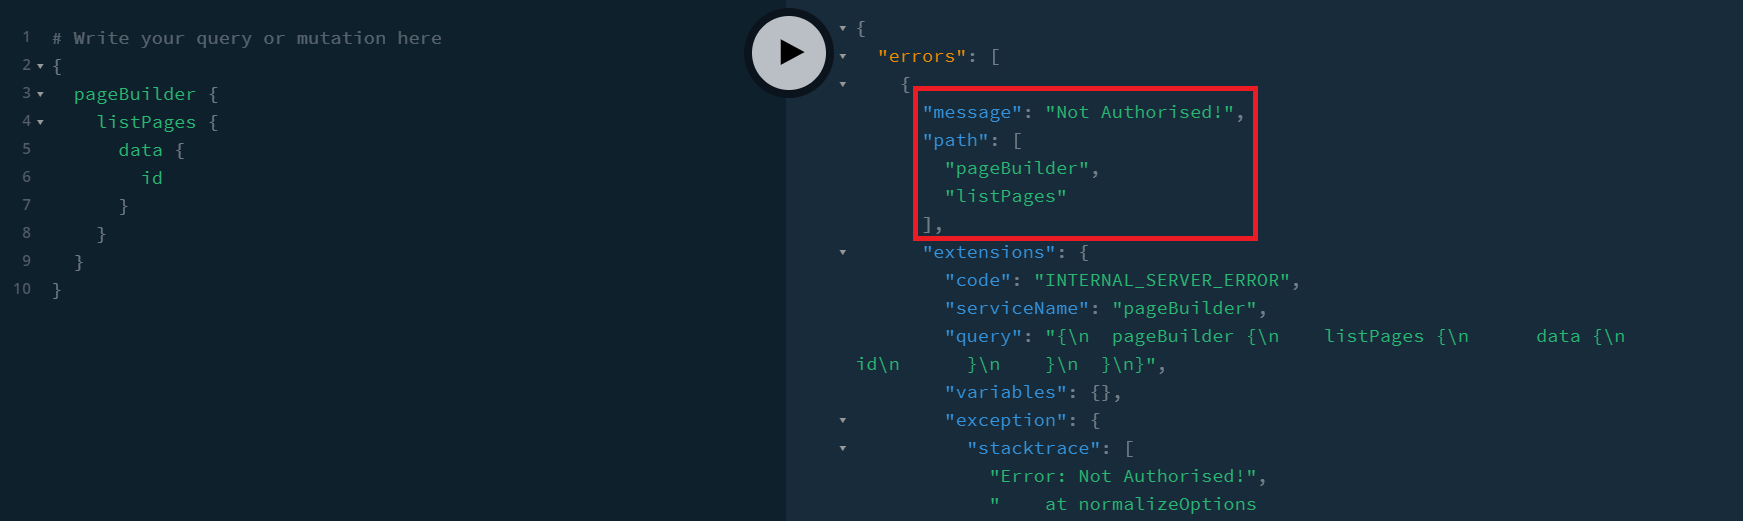 1 # Write your query or mutation here
2 {
3 pageBuilder {
4 listPages {
5 data {
6 id
7 }
8 }
9 }
10 }
{
"errors": [
{
"message": "Not Authorised!",
"path": [
"pageBuilder",
"listPages"
],
"extensions": {
"code": "INTERNAL_SERVER_ERROR",
"serviceName": "pageBuilder",
"query": "{\n  pageBuilder {\n    listPages {\n      data {\n
id\n      }\n    }\n  }\n}",
"variables": {},
"exception": {
"stacktrace": [
"Error: Not Authorised!",
"    at normalizeOptions